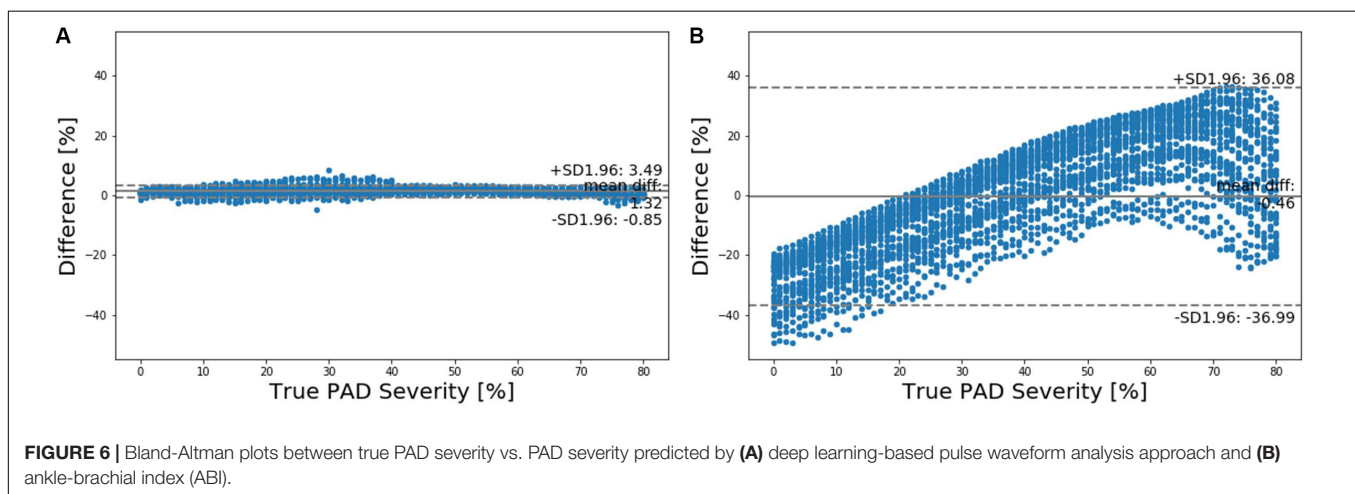 A
Difference [%]
40
20
0
−20
−40
+SD1.96: 3.49
mean diff:
1.32
-SD1.96: -0.85
0 10 20 30 40 50 60 70 80
True PAD Severity [%]
B
Difference [%]
40
20
0
−20
−40
+SD1.96: 36.08
mean diff:
-0.46
-SD1.96: -36.99
0 10 20 30 40 50 60 70 80
True PAD Severity [%]
FIGURE 6 | Bland-Altman plots between true PAD severity vs. PAD severity predicted by (A) deep learning-based pulse waveform analysis approach and (B)
ankle-brachial index (ABI).